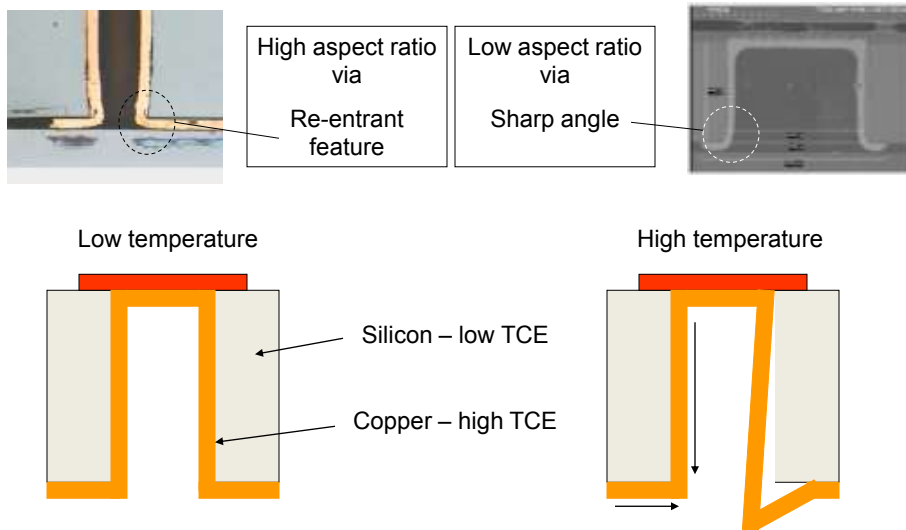 High aspect ratio
via
Re-entrant
feature
Low aspect ratio
via
Sharp angle
Low temperature
High temperature
Silicon – low TCE
Copper – high TCE